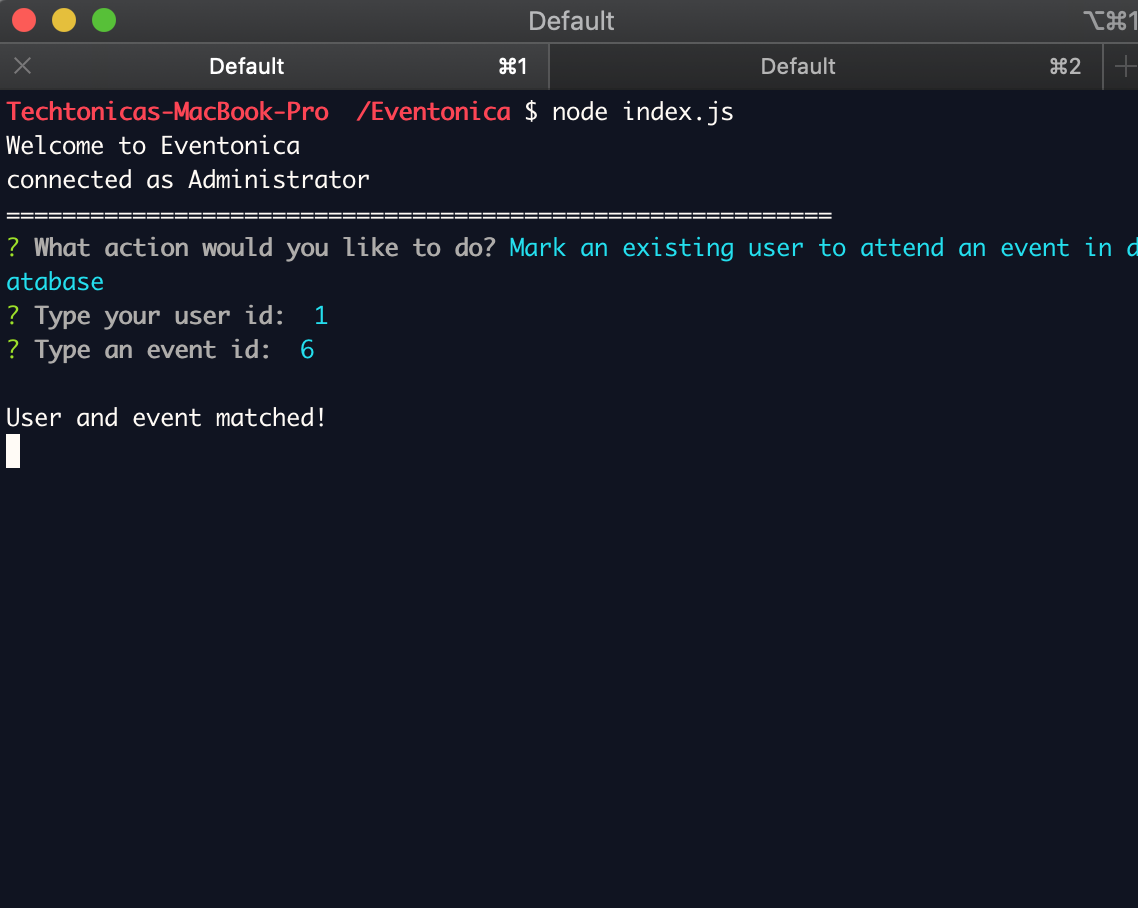 Default ⌥⌘1
Default ⌘1 Default ⌘2
Techtonicas-MacBook-Pro /Eventonica $ node index.js
Welcome to Eventonica
connected as Administrator
===========================================================
? What action would you like to do? Mark an existing user to attend an event in d
atabase
? Type your user id: 1
? Type an event id: 6
User and event matched!